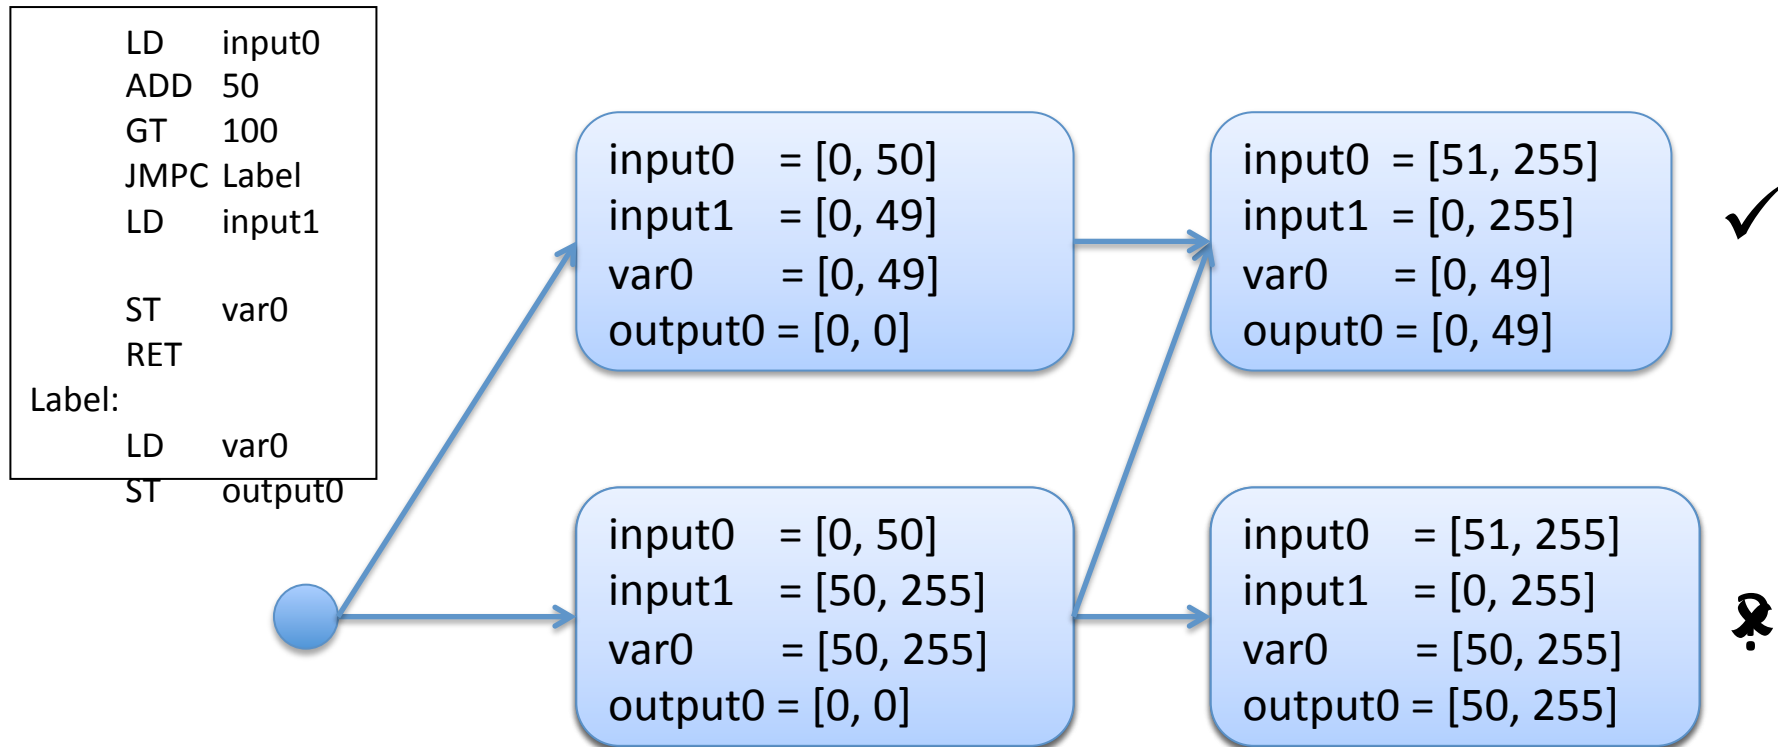 LD input0
ADD 50
GT 100
JMPC Label
LD input1
ST var0
RET
Label:
LD var0
ST output0
input0 = [0, 50]
input1 = [0, 49]
var0 = [0, 49]
output0 = [0, 0]
input0 = [51, 255]
input1 = [0, 255]
var0 = [0, 49]
ouput0 = [0, 49]
input0 = [0, 50]
input1 = [50, 255]
var0 = [50, 255]
output0 = [0, 0]
input0 = [51, 255]
input1 = [0, 255]
var0 = [50, 255]
output0 = [50, 255]